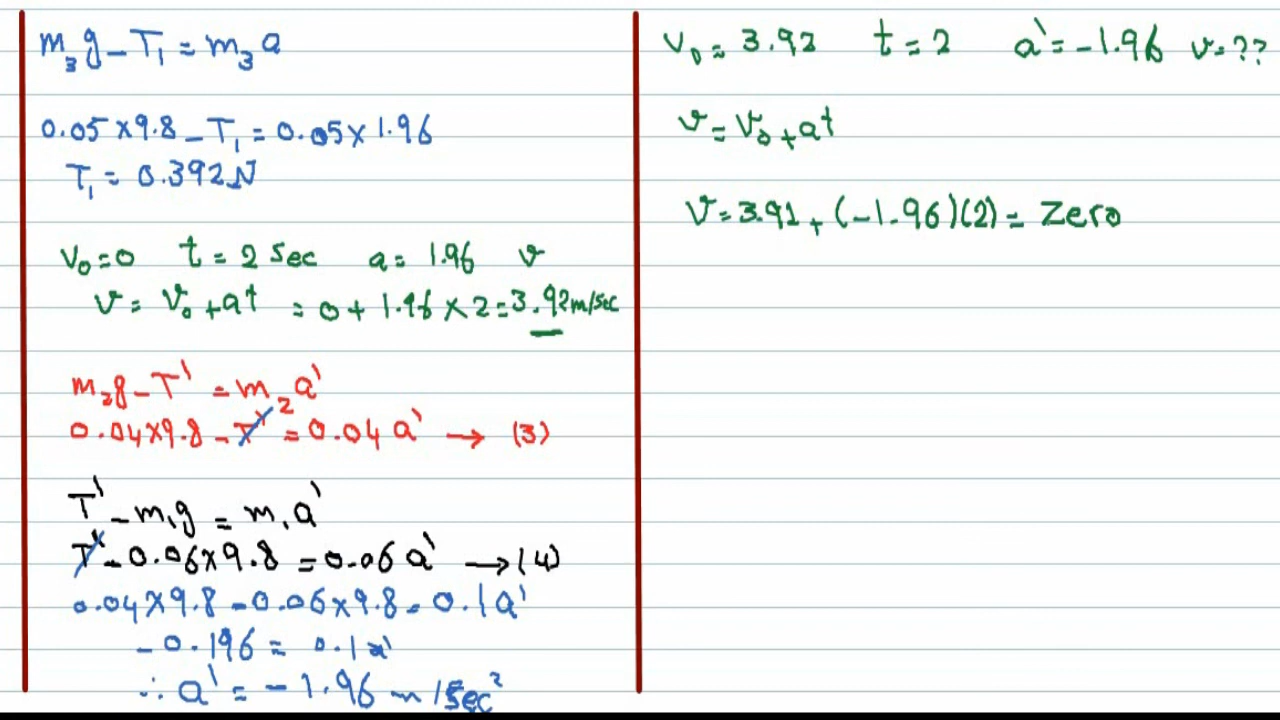 m₃g - T₁ = m₃a
0.05 × 9.8 - T₁ = 0.05 × 1.96
T₁ = 0.392 N
V₀ = 0 t = 2 sec a = 1.96 v
v = V₀ + at = 0 + 1.96 × 2 = 3.92 m/sec
m₂g - T' = m₂a'
0.04 × 9.8 - T' = 0.04 a' → (3)
T' - m₁g = m₁a'
T' - 0.06 × 9.8 = 0.06 a' → (4)
0.04 × 9.8 - 0.06 × 9.8 = 0.1 a'
- 0.196 = 0.1 a'
∴ a' = - 1.96 m/sec²
V₀ = 3.92 t = 2 a' = -1.96 v = ??
v = V₀ + at
V = 3.91 + (-1.96)(2) = Zero